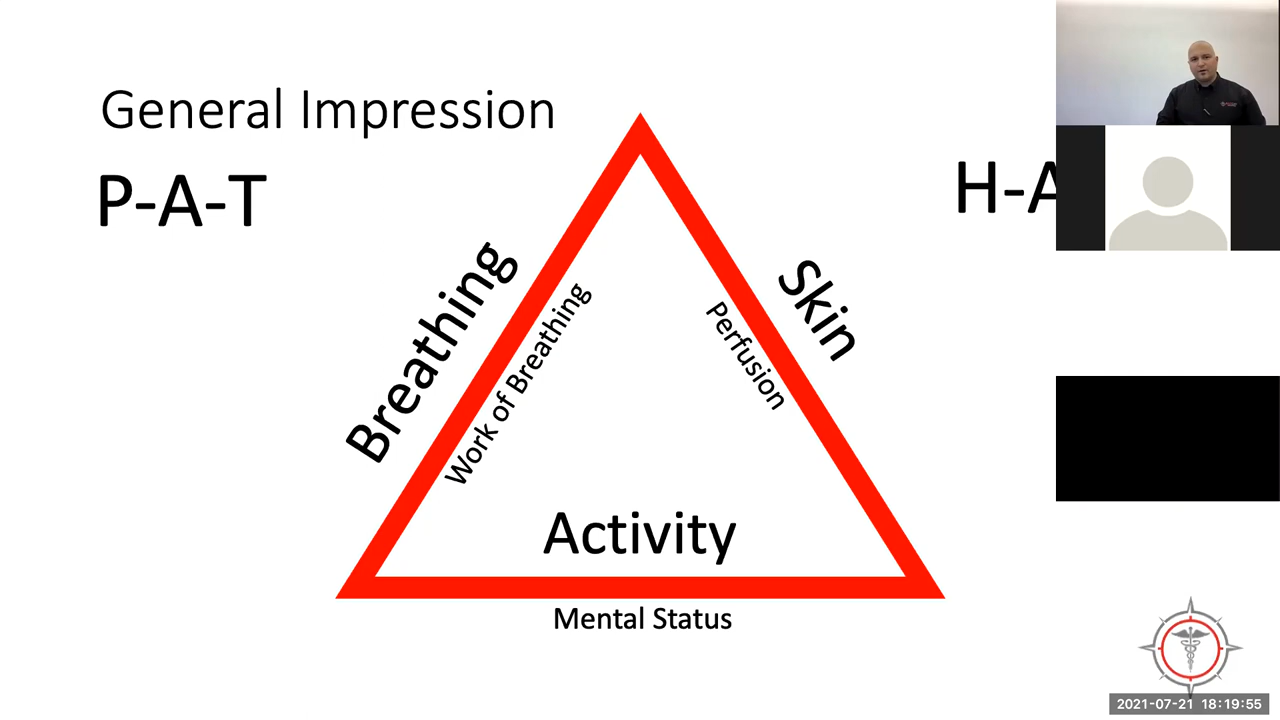 General Impression
P-A-T
H-A
Breathing
Work of Breathing
Skin
Perfusion
Activity
Mental Status
2021-07-21 18:19:55